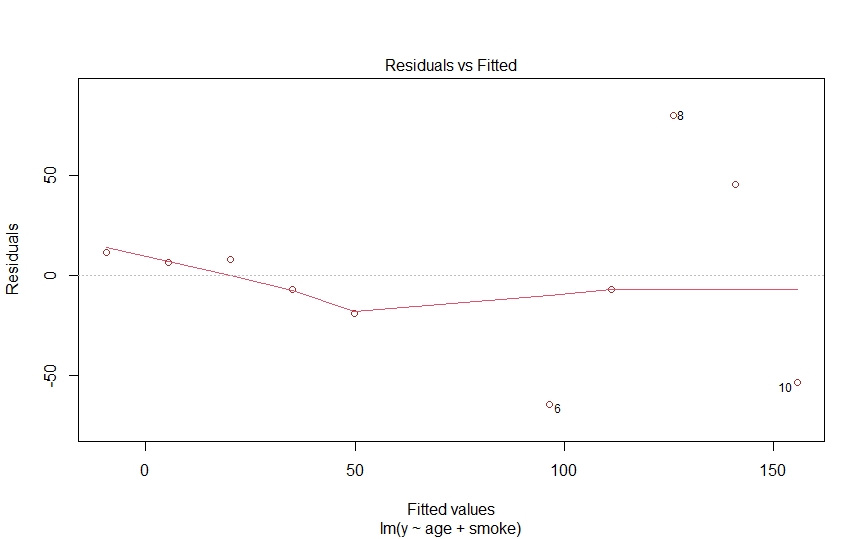 Residuals vs Fitted
Residuals
50
0
-50
8
6
10
0
50
100
150
Fitted values
lm(y ~ age + smoke)